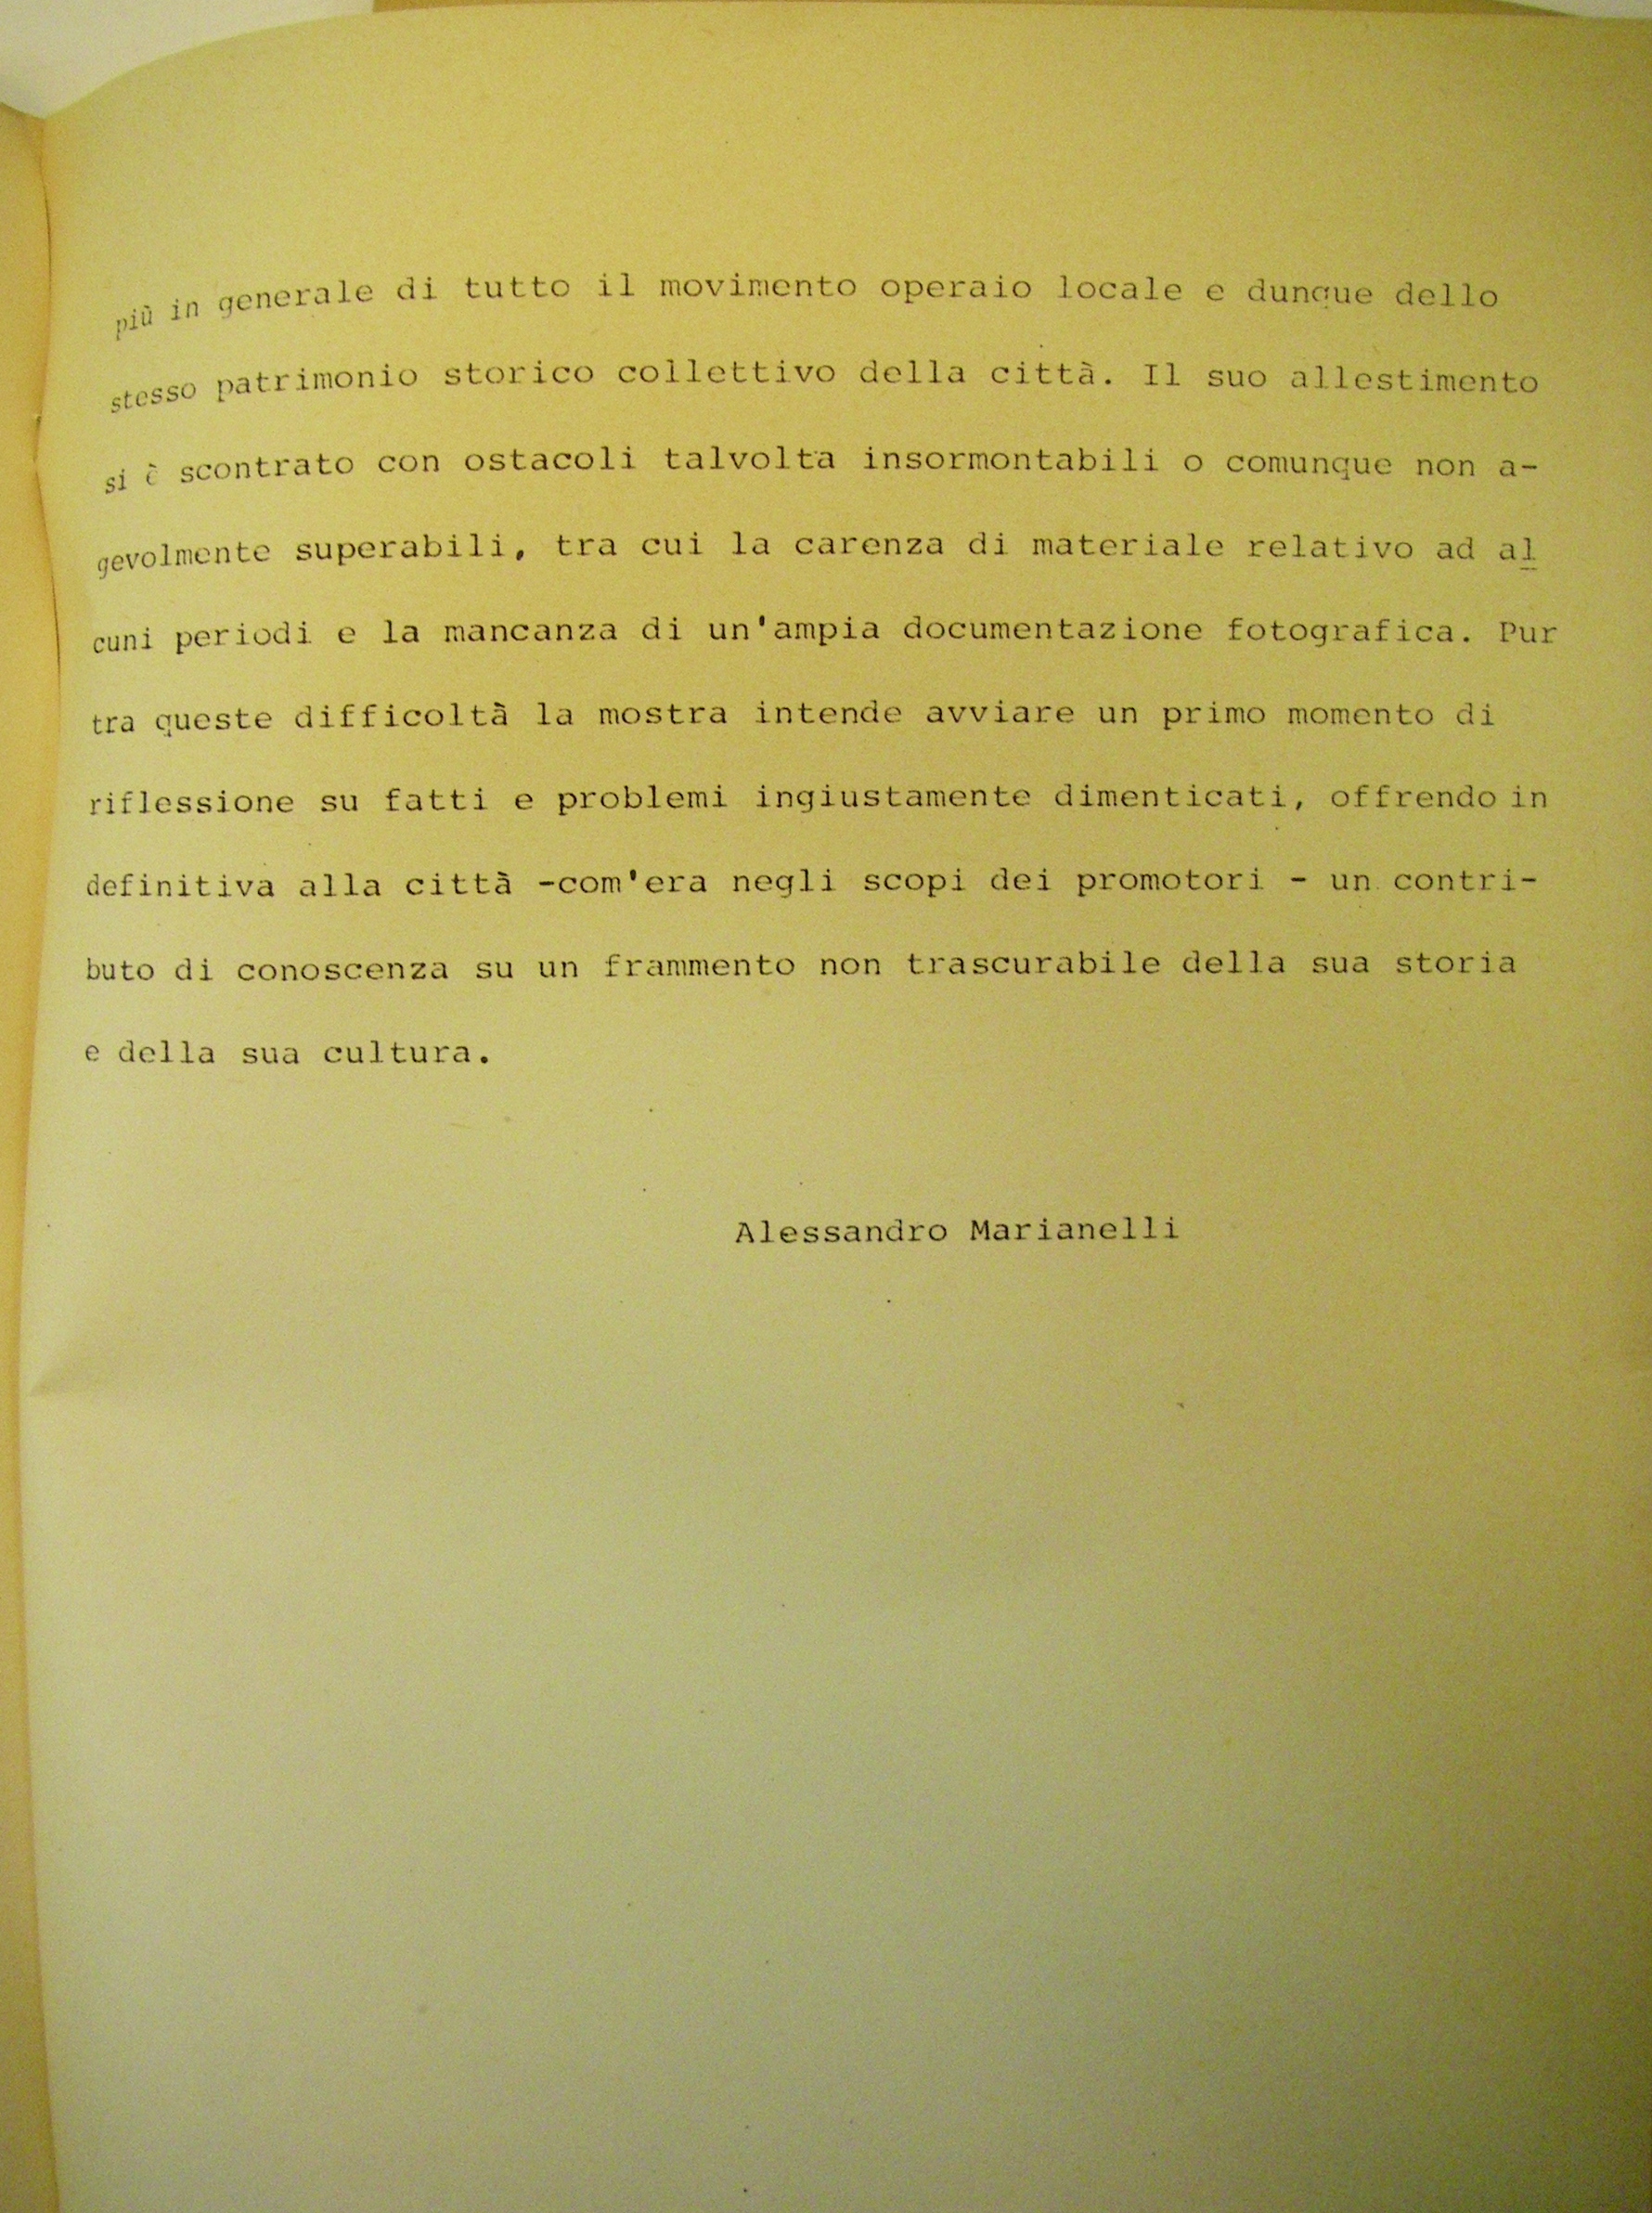 più in generale di tutto il movimento operaio locale e dunque dello
stesso patrimonio storico collettivo della città. Il suo allestimento
si è scontrato con ostacoli talvolta insormontabili o comunque non a-
gevolmente superabili, tra cui la carenza di materiale relativo ad al
cuni periodi e la mancanza di un'ampia documentazione fotografica. Pur
tra queste difficoltà la mostra intende avviare un primo momento di
riflessione su fatti e problemi ingiustamente dimenticati, offrendo in
definitiva alla città -com'era negli scopi dei promotori - un contri-
buto di conoscenza su un frammento non trascurabile della sua storia
e della sua cultura.
Alessandro Marianelli